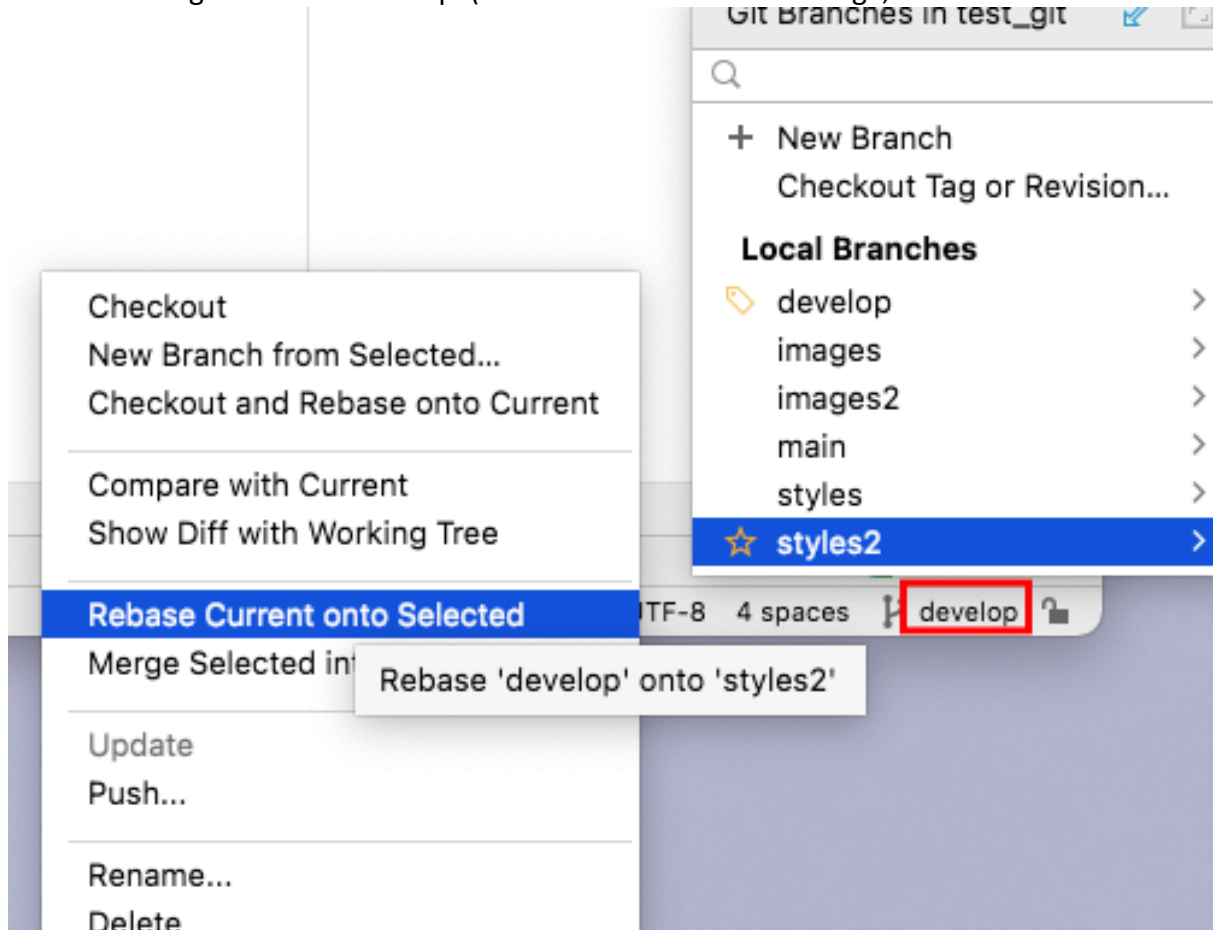 Git Branches in test_git
New Branch
Checkout Tag or Revision...
Local Branches
develop
images
images2
main
styles
styles2
Checkout
New Branch from Selected...
Checkout and Rebase onto Current
Compare with Current
Show Diff with Working Tree
Rebase Current onto Selected
Merge Selected
Rebase 'develop' onto 'styles2'
Update
Push...
Rename...
Delete
UTF-8 4 spaces develop